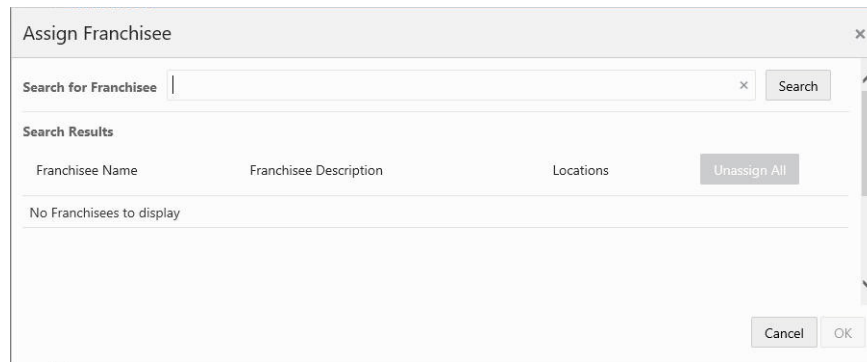 Assign Franchisee ×
Search for Franchisee × Search
Search Results
Franchisee Name Franchisee Description Locations Unassign All
No Franchisees to display
Cancel OK